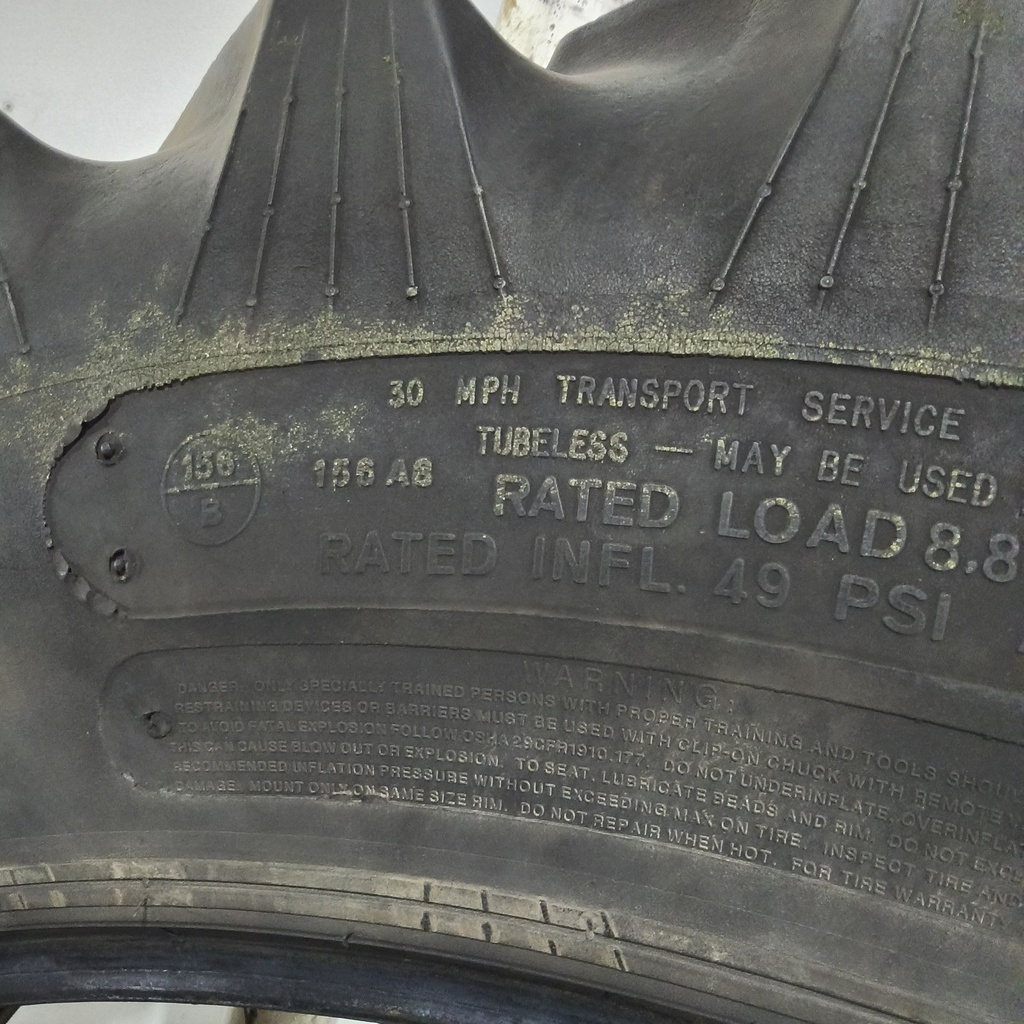 30 MPH TRANSPORT SERVICE
TUBELESS — MAY BE USED
156
B
156 A8
RATED LOAD 8,8
RATED INFL. 49 PSI
WARNING:
DANGER: ONLY SPECIALLY TRAINED PERSONS WITH PROPER TRAINING AND TOOLS SHOU
RESTRAINING DEVICES OR BARRIERS MUST BE USED WITH CLIP-ON CHUCK WITH REMOTE
TO AVOID FATAL EXPLOSION FOLLOW OSHA 29CFR1910.177. DO NOT UNDERINFLATE, OVERINFLAT
THIS CAN CAUSE BLOW OUT OR EXPLOSION. TO SEAT, LUBRICATE BEADS AND RIM. DO NOT EXCE
RECOMMENDED INFLATION PRESSURE WITHOUT EXCEEDING MAX ON TIRE. INSPECT TIRE AND
DAMAGE. MOUNT ONLY ON SAME SIZE RIM. DO NOT REPAIR WHEN HOT. FOR TIRE WARRANT